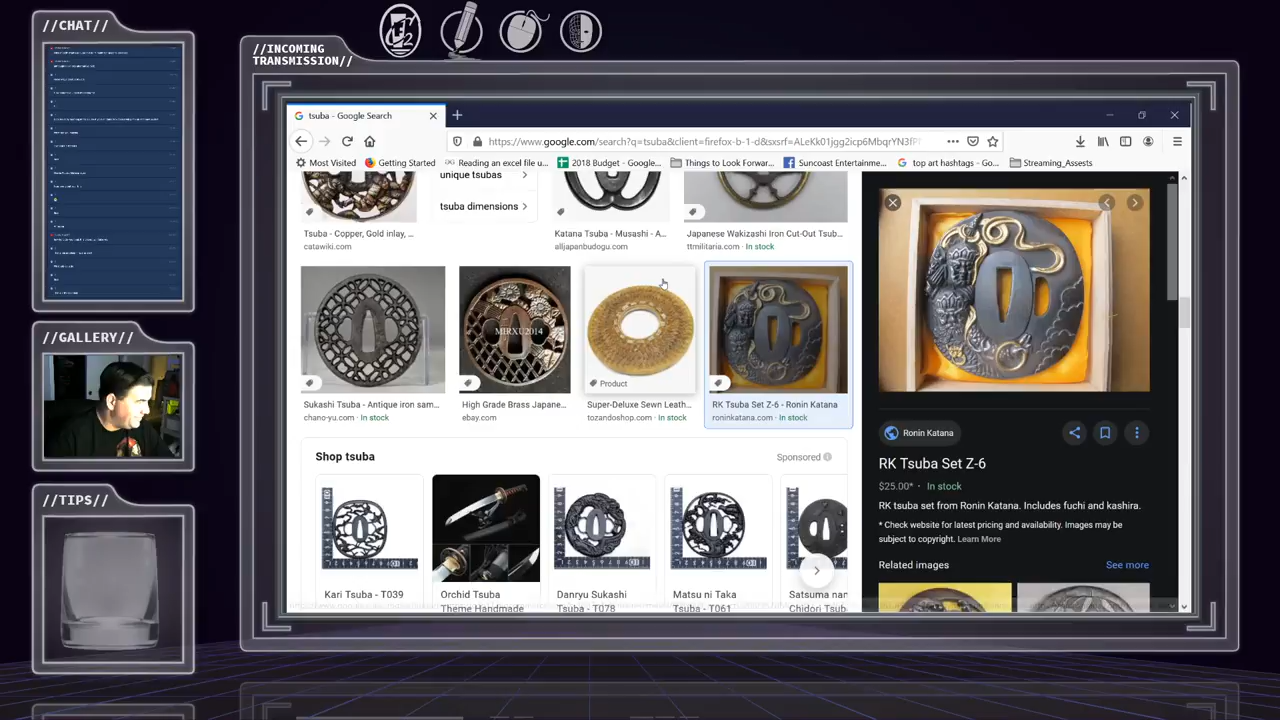 //CHAT//
//GALLERY//
//TIPS//
//INCOMING
TRANSMISSION//
tsuba - Google Search
https://www.google.com/search?q=tsuba&client=firefox-b-1-d&sxsrf=ALeKk01jgg2icp6MbqrYN3fP
Most Visited
Getting Started
Reading an excel file u...
2018 Budget - Google...
Things to Look Forwar...
Suncoast Entertainme...
top art hashtags - Go...
Streaming_Assets
unique tsubas
tsuba dimensions
Tsuba - Copper, Gold inlay, ...
catawiki.com
Katana Tsuba - Musashi - A...
alljapanbudogu.com
Japanese Wakizashi Iron Cut-Out Tsub...
ttmilitaria.com · In stock
MIRXU2014
Product
Sukashi Tsuba - Antique iron sam...
chano-yu.com · In stock
High Grade Brass Japane...
ebay.com
Super-Deluxe Sewn Leath...
tozandoshop.com · In stock
RK Tsuba Set Z-6 - Ronin Katana
roninkatana.com · In stock
Shop tsuba
Sponsored
Kari Tsuba - T039
Orchid Tsuba
Theme Handmade
Danryu Sukashi
Tsuba - T078
Matsu ni Taka
Tsuba - T061
Satsuma nan
Chidori Tsub
Ronin Katana
RK Tsuba Set Z-6
$25.00* · In stock
RK tsuba set from Ronin Katana. Includes fuchi and kashira.
* Check website for latest pricing and availability. Images may be
subject to copyright. Learn More
Related images
See more